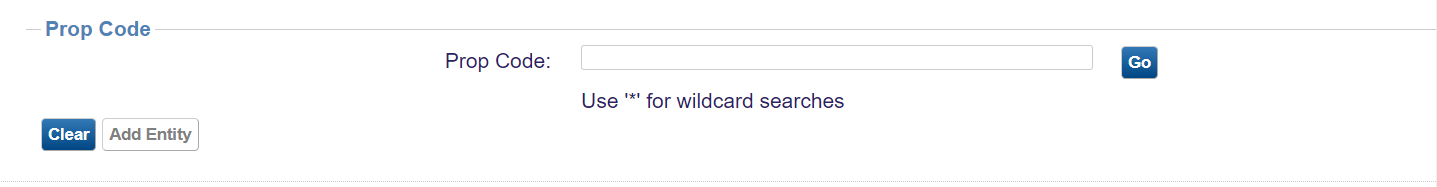 Prop Code
Prop Code:
Go
Use '*' for wildcard searches
Clear
Add Entity